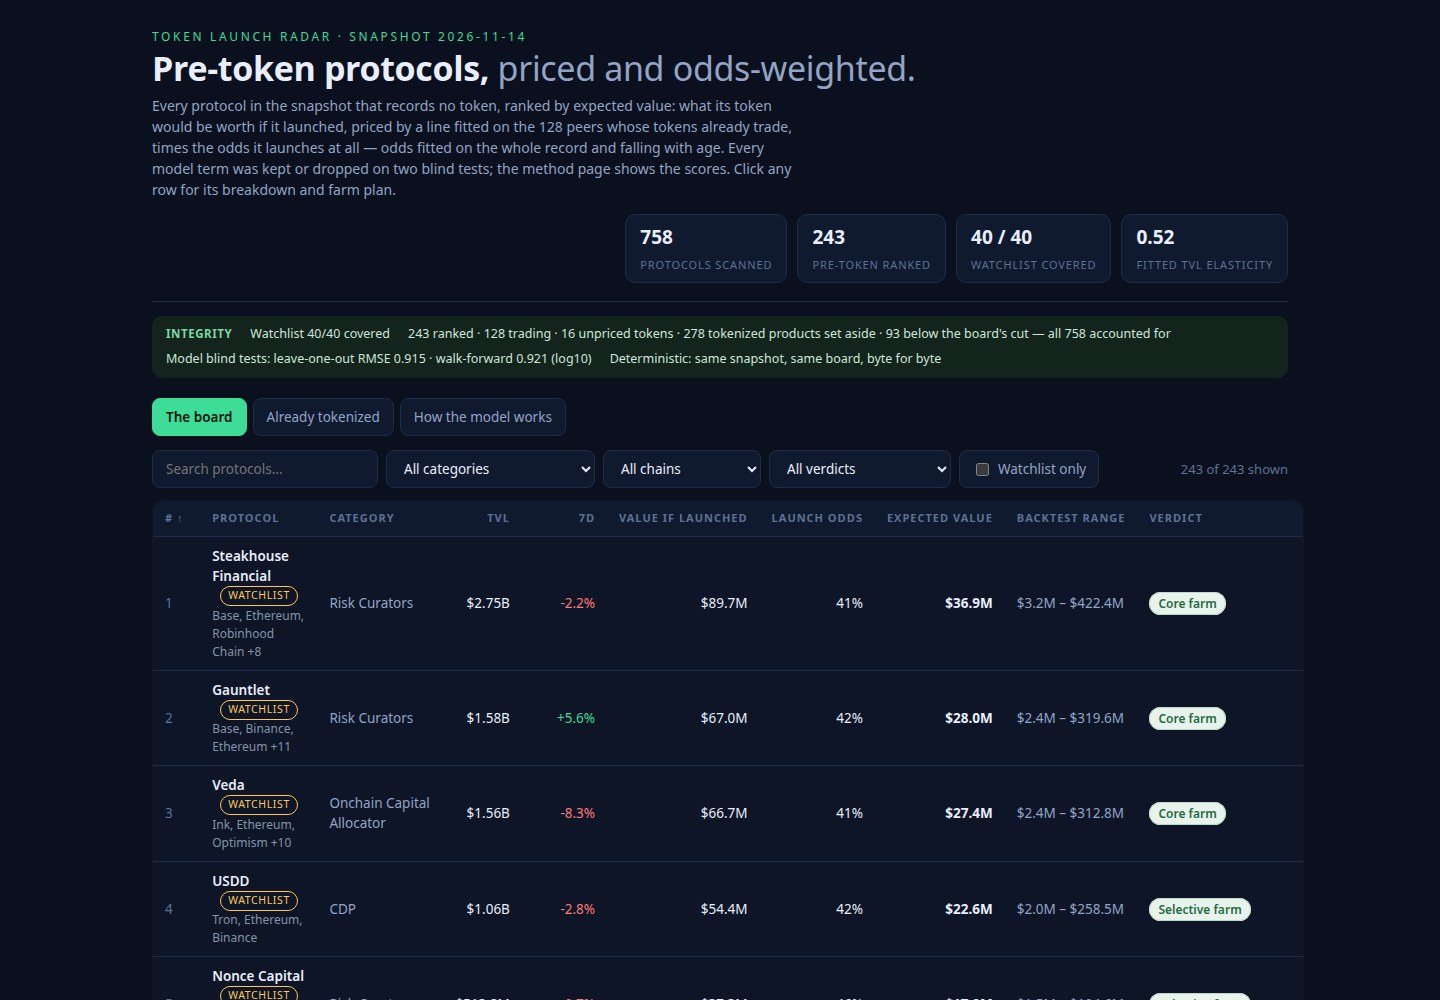 TOKEN LAUNCH RADAR · SNAPSHOT 2026-11-14
Pre-token protocols, priced and odds-weighted.
Every protocol in the snapshot that records no token, ranked by expected value: what its token
would be worth if it launched, priced by a line fitted on the 128 peers whose tokens already trade,
times the odds it launches at all — odds fitted on the whole record and falling with age. Every
model term was kept or dropped on two blind tests; the method page shows the scores. Click any
row for its breakdown and farm plan.
758 243 40 / 40 0.52
PROTOCOLS SCANNED PRE-TOKEN RANKED WATCHLIST COVERED FITTED TVL ELASTICITY
INTEGRITY Watchlist 40/40 covered 243 ranked · 128 trading · 16 unpriced tokens · 278 tokenized products set aside · 93 below the board's cut — all 758 accounted for
Model blind tests: leave-one-out RMSE 0.915 · walk-forward 0.921 (log10) Deterministic: same snapshot, same board, byte for byte
The board Already tokenized How the model works
Search protocols... All categories All chains All verdicts Watchlist only 243 of 243 shown
# ↑ PROTOCOL CATEGORY TVL 7D VALUE IF LAUNCHED LAUNCH ODDS EXPECTED VALUE BACKTEST RANGE VERDICT
Steakhouse
Financial
WATCHLIST
1 Risk Curators $2.75B -2.2% $89.7M 41% $36.9M $3.2M – $422.4M Core farm
Base, Ethereum,
Robinhood
Chain +8
Gauntlet
WATCHLIST
2 Risk Curators $1.58B +5.6% $67.0M 42% $28.0M $2.4M – $319.6M Core farm
Base, Binance,
Ethereum +11
Veda
WATCHLIST
3 Onchain Capital Allocator $1.56B -8.3% $66.7M 41% $27.4M $2.4M – $312.8M Core farm
Ink, Ethereum,
Optimism +10
USDD
WATCHLIST
4 CDP $1.06B -2.8% $54.4M 42% $22.6M $2.0M – $258.5M Selective farm
Tron, Ethereum,
Binance
Nonce Capital
WATCHLIST